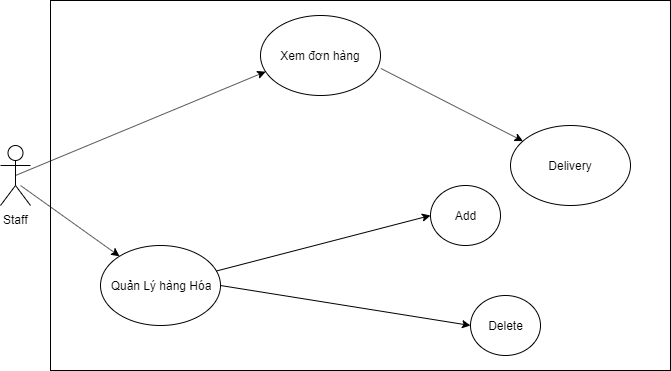 Xem đơn hàng
Delivery
Staff
Add
Quản Lý hàng Hóa
Delete